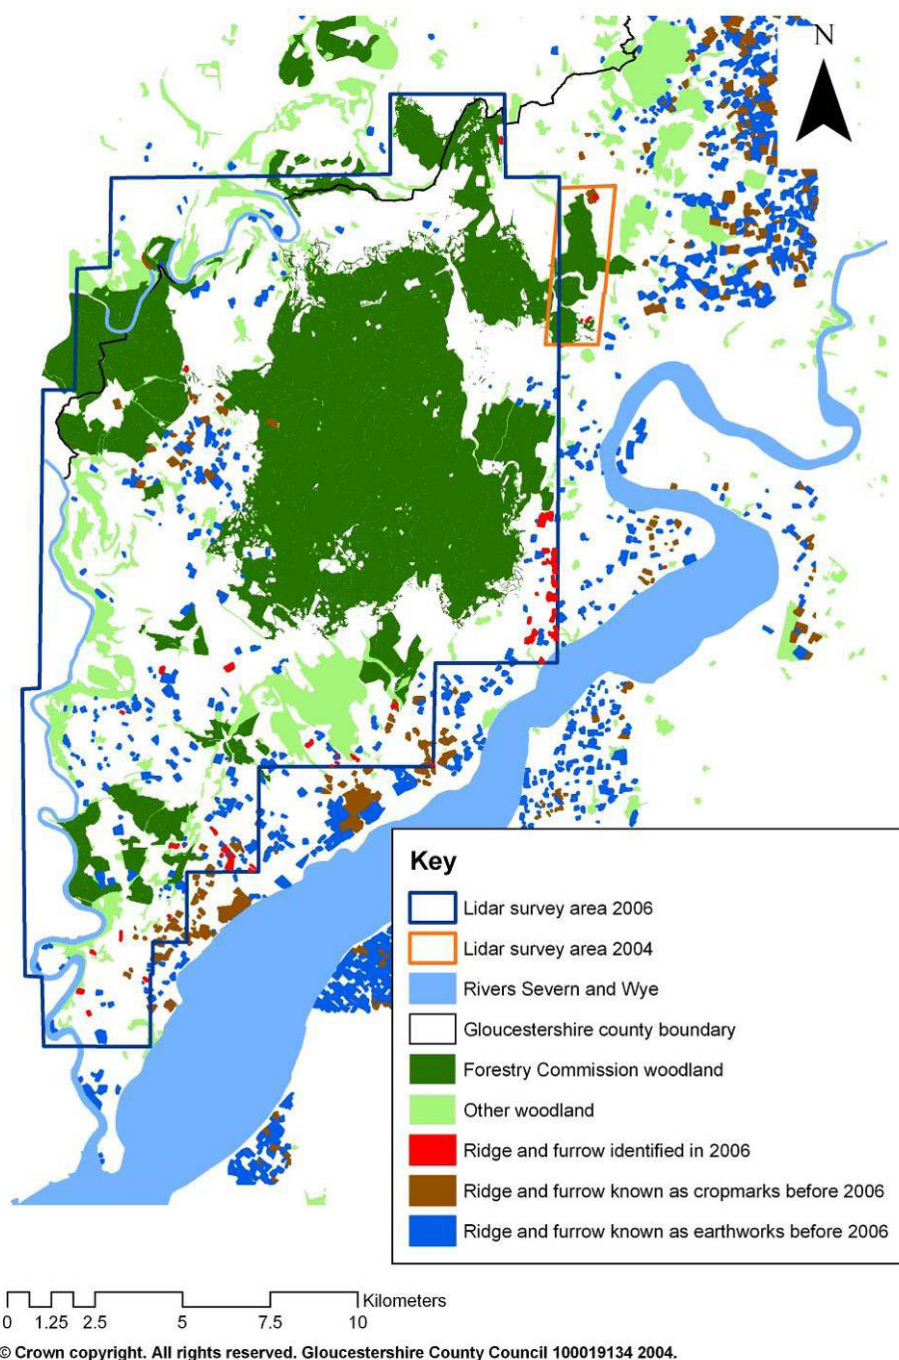 N
Key
Lidar survey area 2006
Lidar survey area 2004
Rivers Severn and Wye
Gloucestershire county boundary
Forestry Commission woodland
Other woodland
Ridge and furrow identified in 2006
Ridge and furrow known as cropmarks before 2006
Ridge and furrow known as earthworks before 2006
Kilometers
0 1.25 2.5 5 7.5 10
© Crown copyright. All rights reserved. Gloucestershire County Council 100019134 2004.